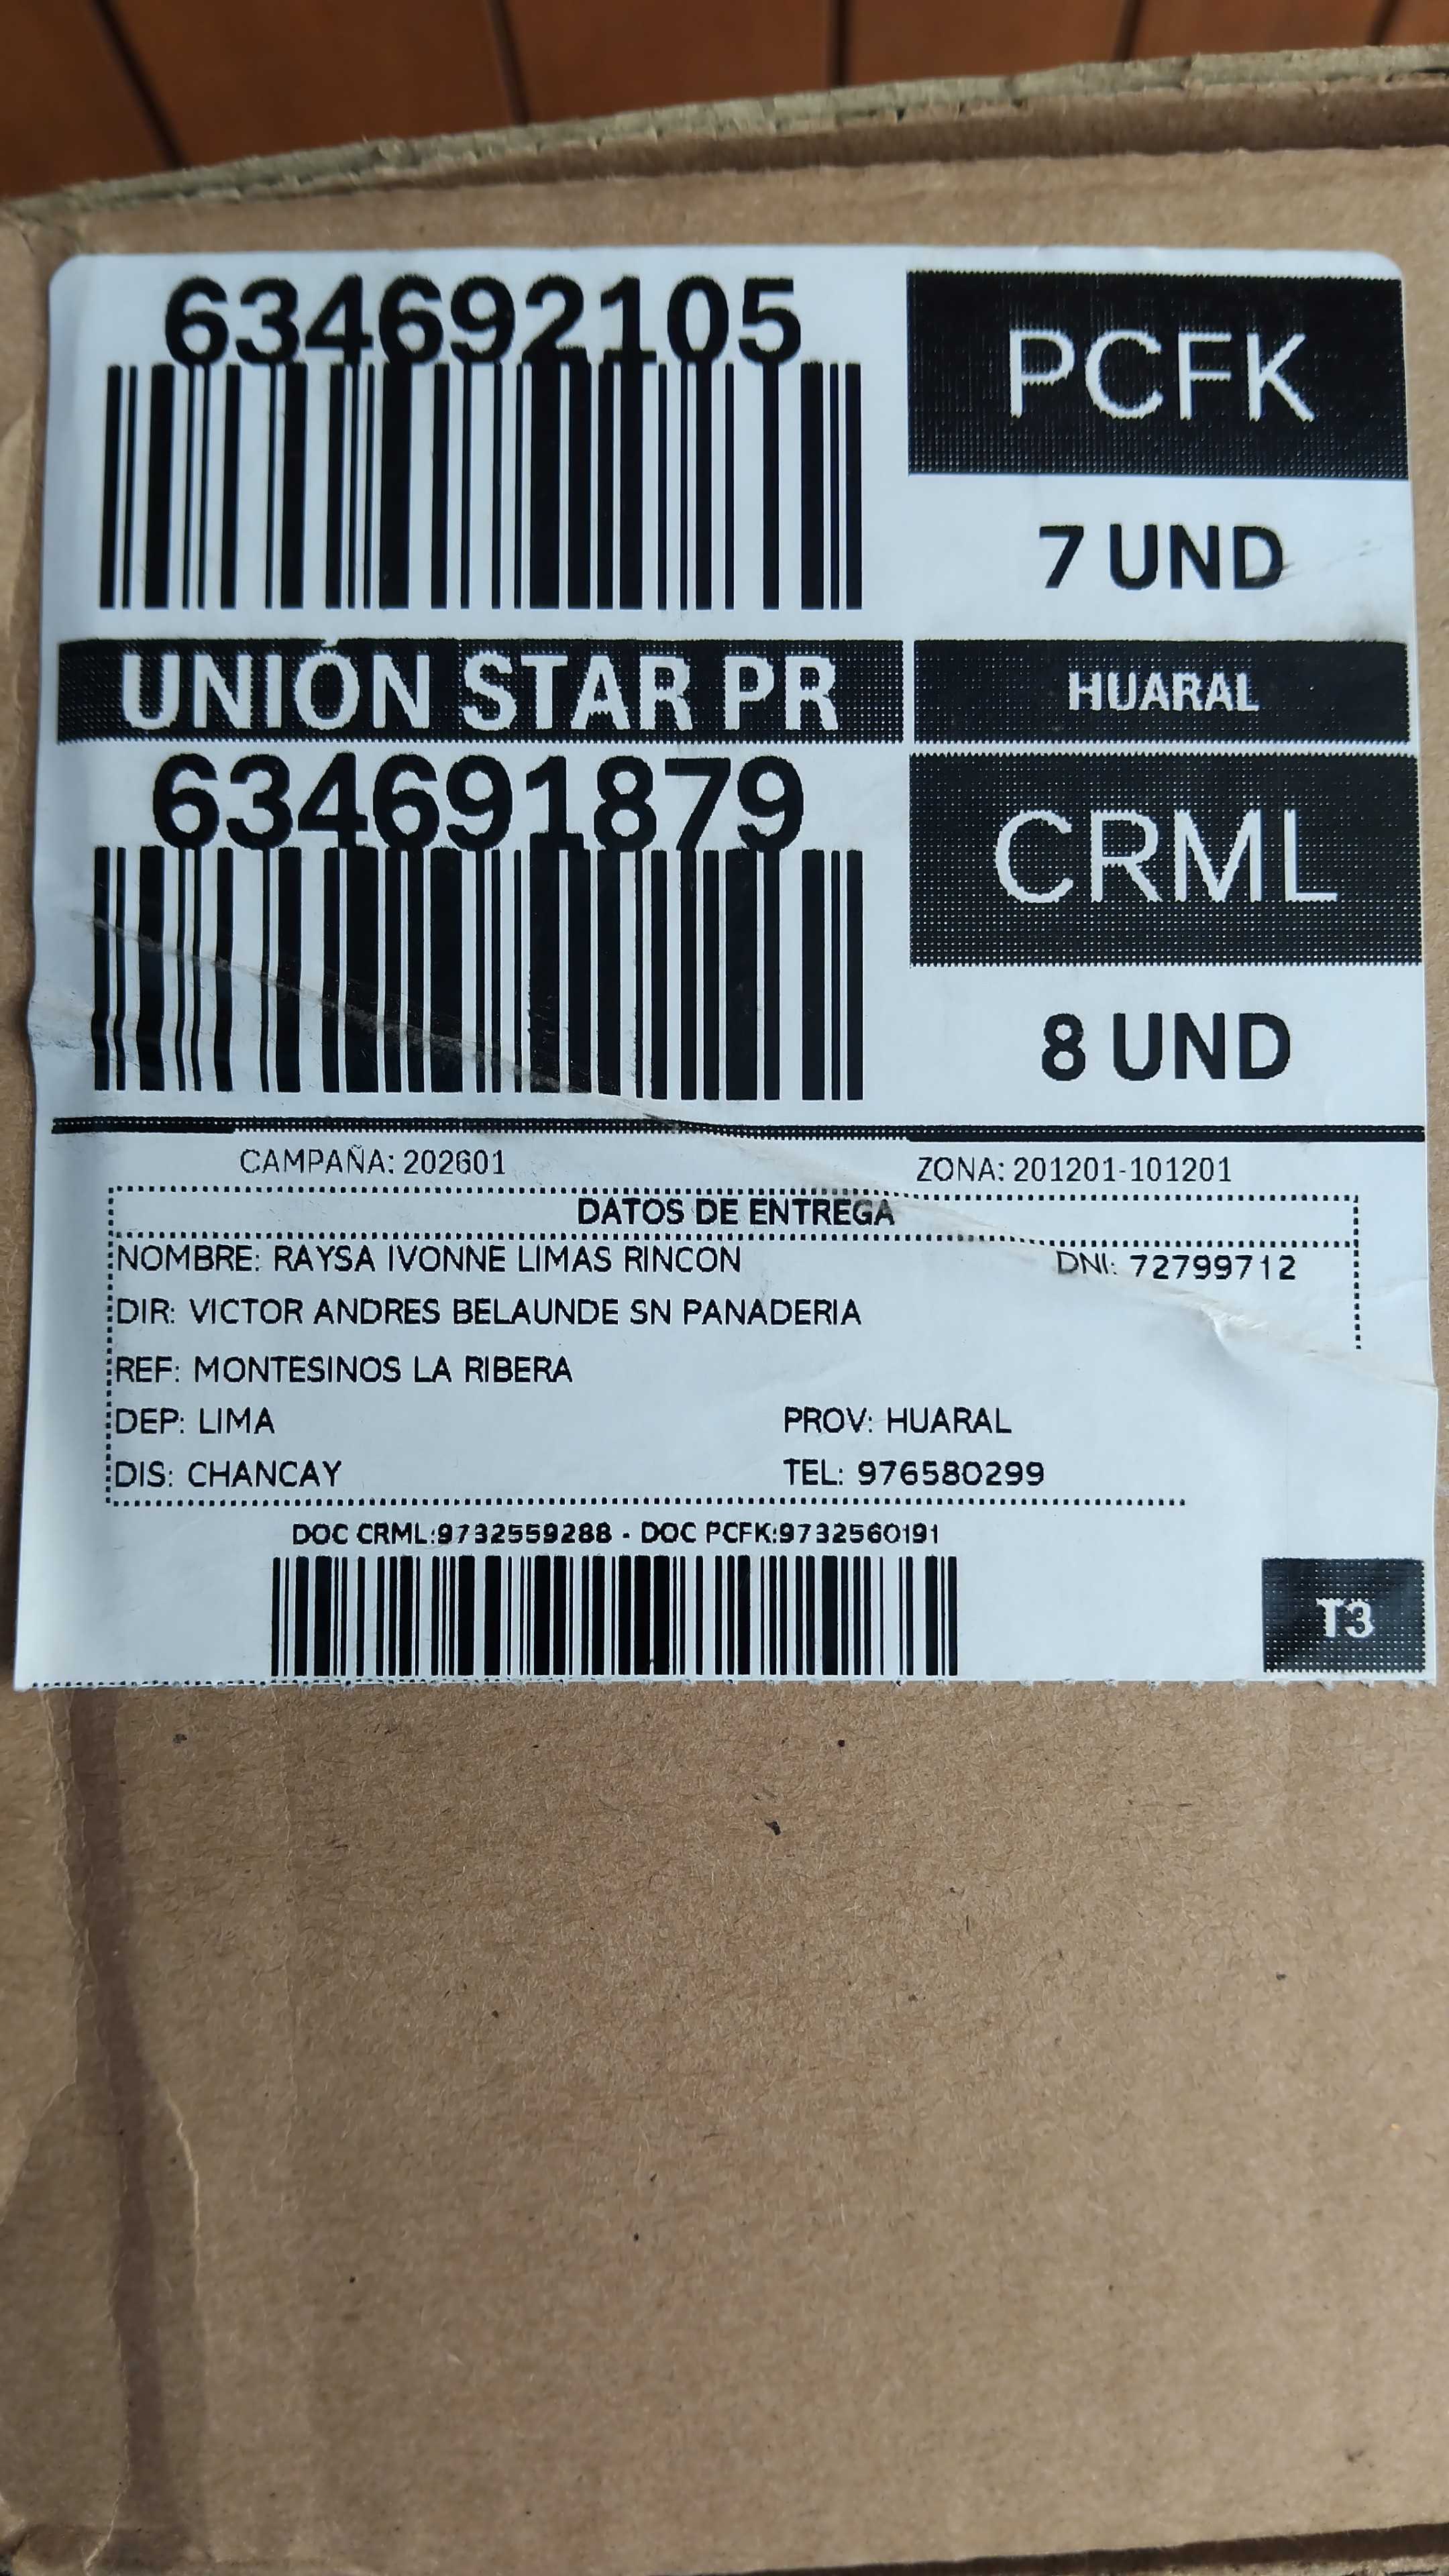 634692105
PCFK
7 UND
UNIÓN STAR PR
HUARAL
634691879
CRML
8 UND
CAMPAÑA: 202601
ZONA: 201201-101201
DATOS DE ENTREGA
NOMBRE: RAYSA IVONNE LIMAS RINCON DNI: 72799712
DIR: VICTOR ANDRES BELAUNDE SN PANADERIA
REF: MONTESINOS LA RIBERA
DEP: LIMA PROV: HUARAL
DIS: CHANCAY TEL: 976580299
DOC CRML:9732559288 - DOC PCFK:9732560191
T3